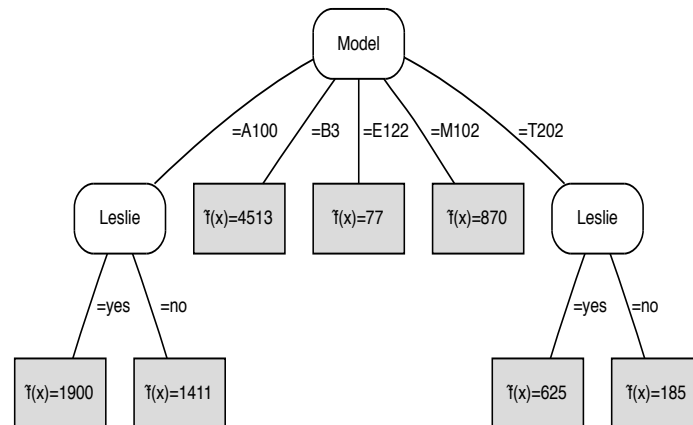 Model
=A100
=B3
=E122
=M102
=T202
Leslie
f̂(x)=4513
f̂(x)=77
f̂(x)=870
Leslie
=yes
=no
=yes
=no
f̂(x)=1900
f̂(x)=1411
f̂(x)=625
f̂(x)=185